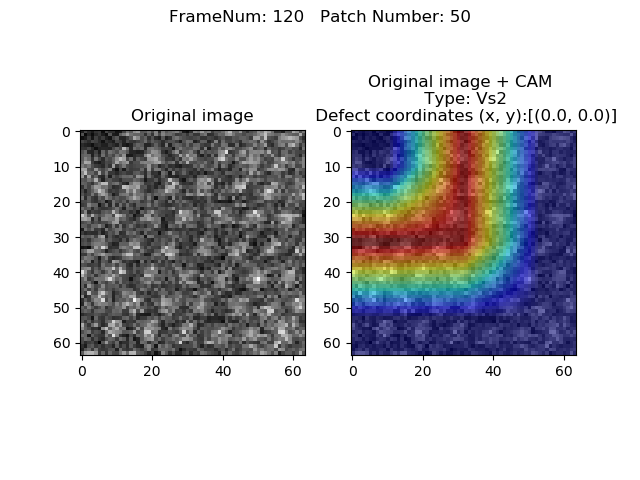 FrameNum: 120   Patch Number: 50
Original image
Original image + CAM
Type: Vs2
Defect coordinates (x, y):[(0.0, 0.0)]
0
10
20
30
40
50
60
0 20 40 60
0
10
20
30
40
50
60
0 20 40 60